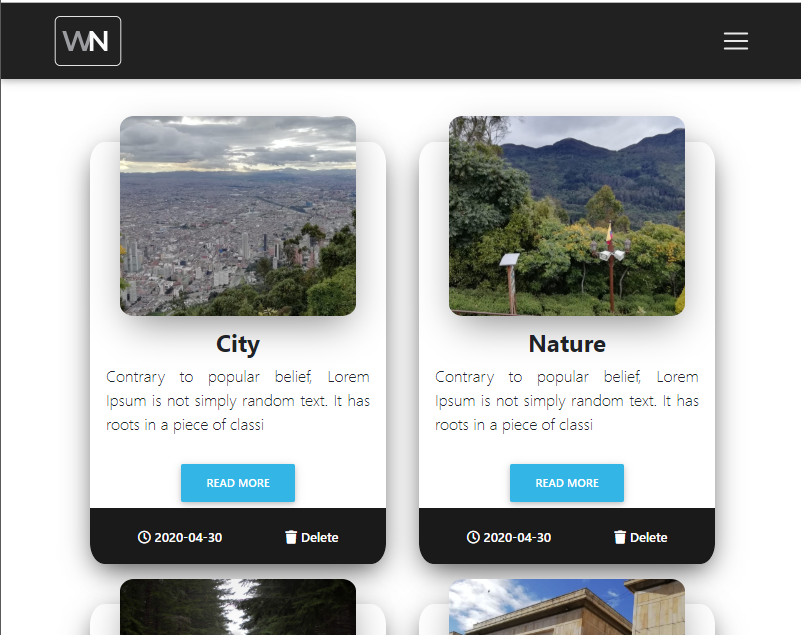 WN
City
Contrary to popular belief, Lorem
Ipsum is not simply random text. It has
roots in a piece of classi
READ MORE
2020-04-30 Delete
Nature
Contrary to popular belief, Lorem
Ipsum is not simply random text. It has
roots in a piece of classi
READ MORE
2020-04-30 Delete